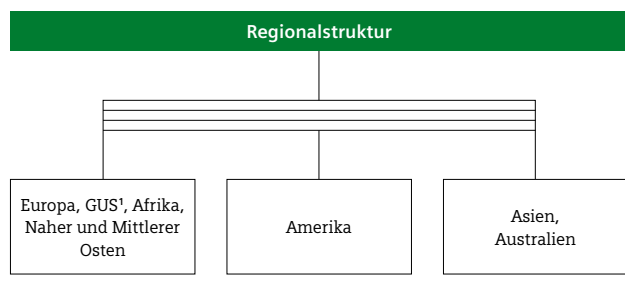 Regionalstruktur
Europa, GUS¹, Afrika,
Naher und Mittlerer
Osten
Amerika
Asien,
Australien